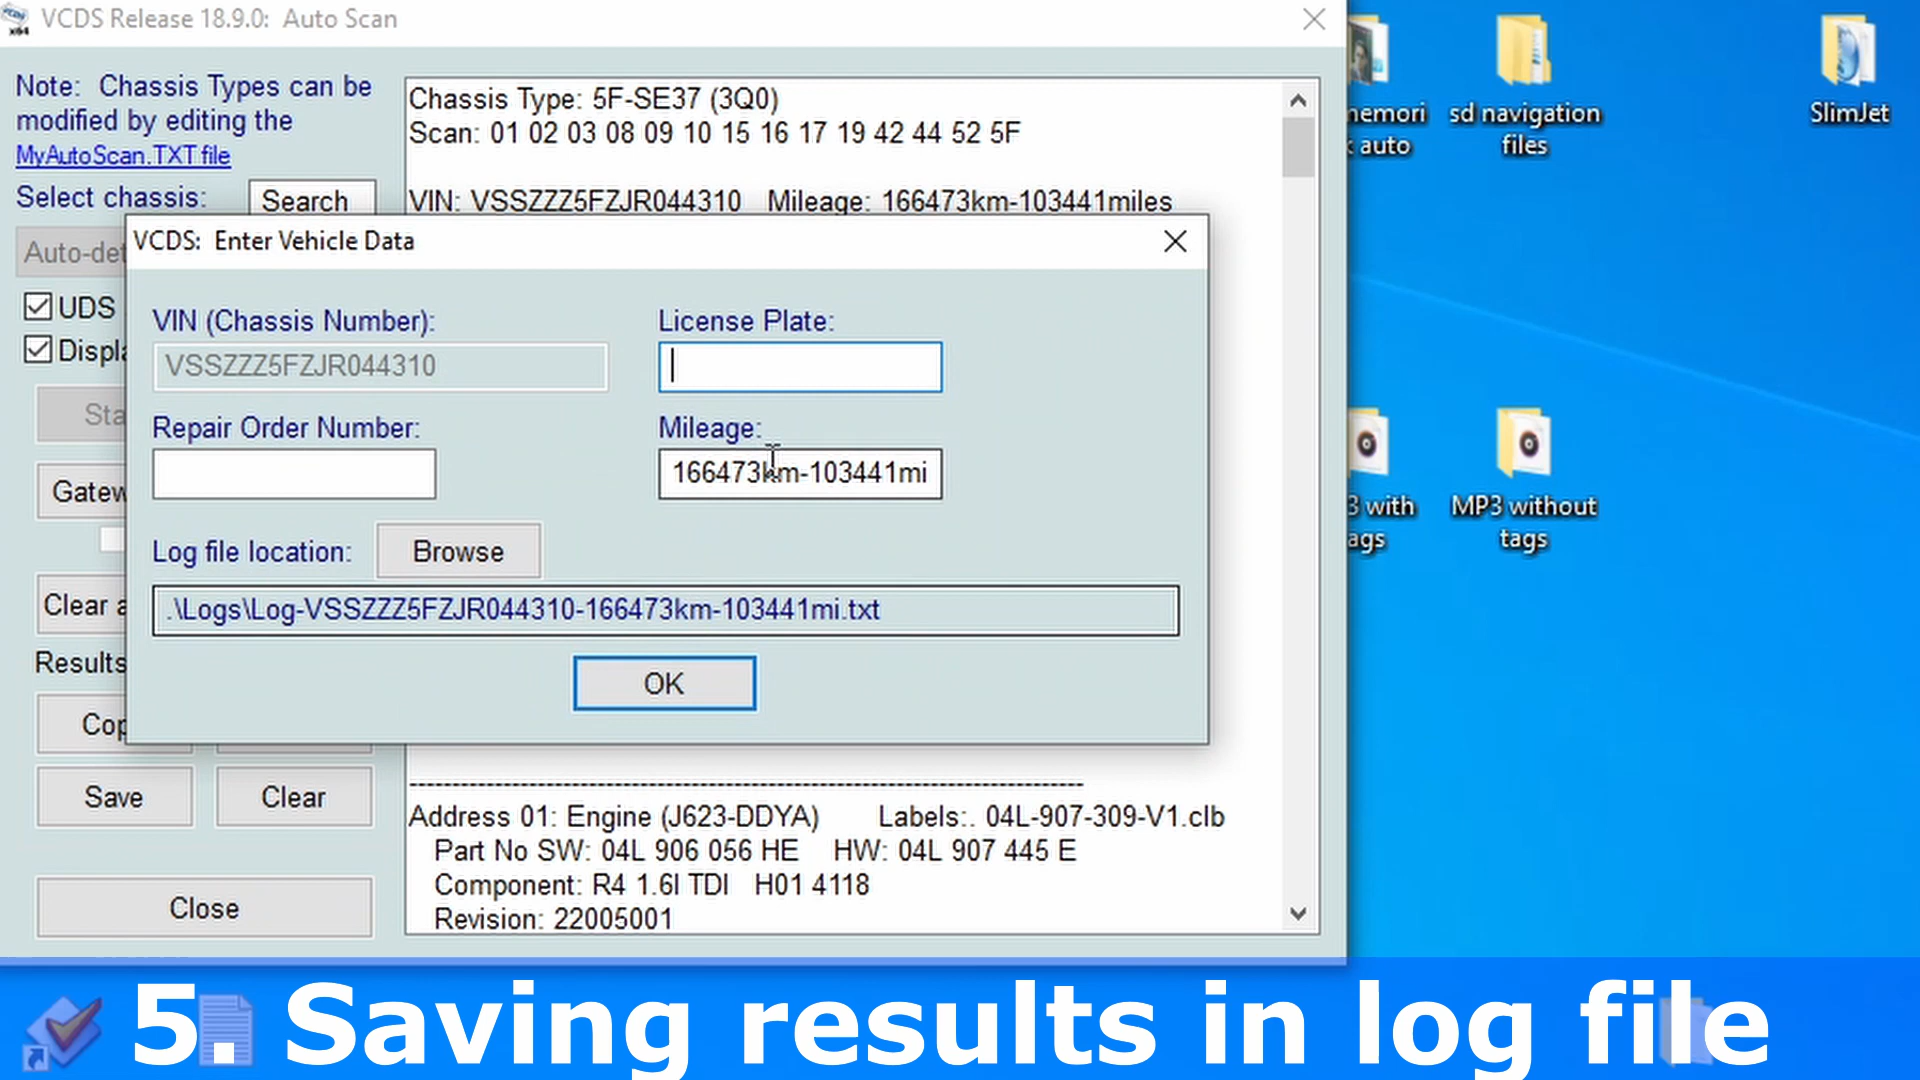 VCDS Release 18.9.0: Auto Scan
Note: Chassis Types can be
modified by editing the
MyAutoScan.TXT file
Select chassis:
Search
Auto-det
UDS
Displa
Sta
Gatew
Clear a
Results
Cop
Save
Clear
Close
Chassis Type: 5F-SE37 (3Q0)
Scan: 01 02 03 08 09 10 15 16 17 19 42 44 52 5F
VIN: VSSZZZ5FZJR044310 Mileage: 166473km-103441miles
VCDS: Enter Vehicle Data
VIN (Chassis Number):
License Plate:
VSSZZZ5FZJR044310
Repair Order Number:
Mileage:
166473km-103441mi
Log file location:
Browse
.\Logs\Log-VSSZZZ5FZJR044310-166473km-103441mi.txt
OK
--------------------------------------------------------------------------------
Address 01: Engine (J623-DDYA) Labels:. 04L-907-309-V1.clb
Part No SW: 04L 906 056 HE HW: 04L 907 445 E
Component: R4 1.6l TDI H01 4118
Revision: 22005001
emori
k auto
sd navigation
files
SlimJet
3 with
ags
MP3 without
tags
5. Saving results in log file